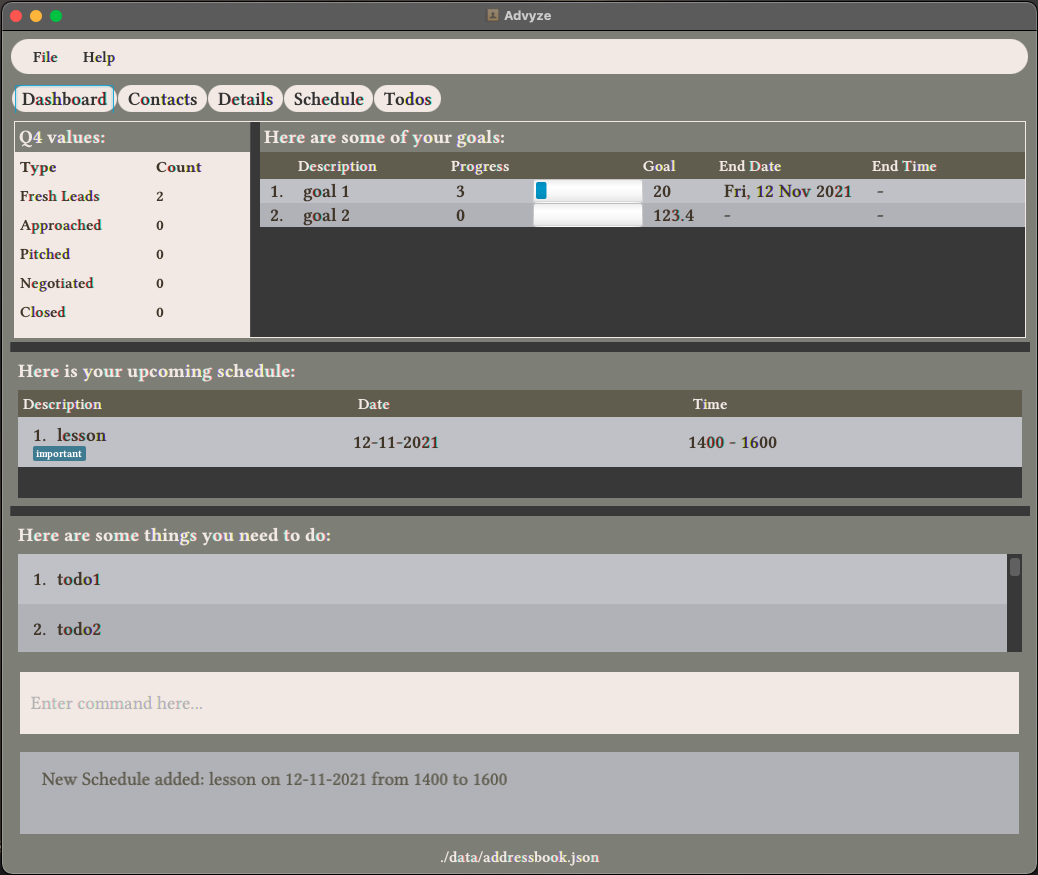 Advyze
File Help
Dashboard Contacts Details Schedule Todos
Q4 values:
Type Count
Fresh Leads 2
Approached 0
Pitched 0
Negotiated 0
Closed 0
Here are some of your goals:
Description Progress Goal End Date End Time
1. goal 1 3 20 Fri, 12 Nov 2021 -
2. goal 2 0 123.4 - -
Here is your upcoming schedule:
Description Date Time
1. lesson 12-11-2021 1400 - 1600
important
Here are some things you need to do:
1. todo1
2. todo2
Enter command here...
New Schedule added: lesson on 12-11-2021 from 1400 to 1600
./data/addressbook.json